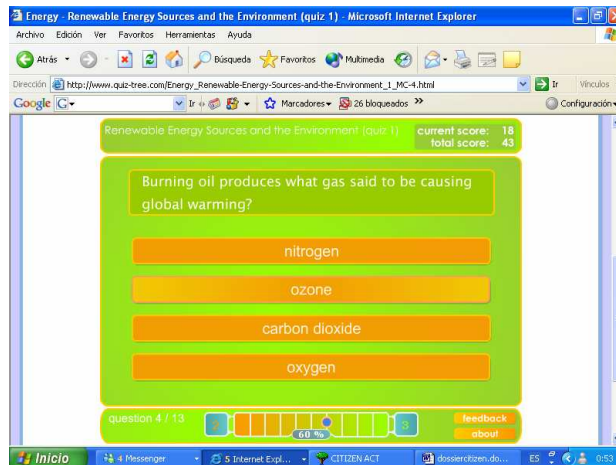 Energy - Renewable Energy Sources and the Environment (quiz 1) - Microsoft Internet Explorer
Archivo Edición Ver Favoritos Herramientas Ayuda
Atrás Búsqueda Favoritos Multimedia
Dirección http://www.quiz-tree.com/Energy_Renewable-Energy-Sources-and-the-Environment_1_MC-4.html Ir Vínculos
Google G Ir Marcadores 26 bloqueados » Configuración
Renewable Energy Sources and the Environment (quiz 1) current score: 18
total score: 43
Burning oil produces what gas said to be causing
global warming?
nitrogen
ozone
carbon dioxide
oxygen
question 4 / 13 3 feedback
60 % about
Inicio 4 Messenger 5 Internet Expl... CITIZEN ACT dossiercitizen.do... ES 0:53